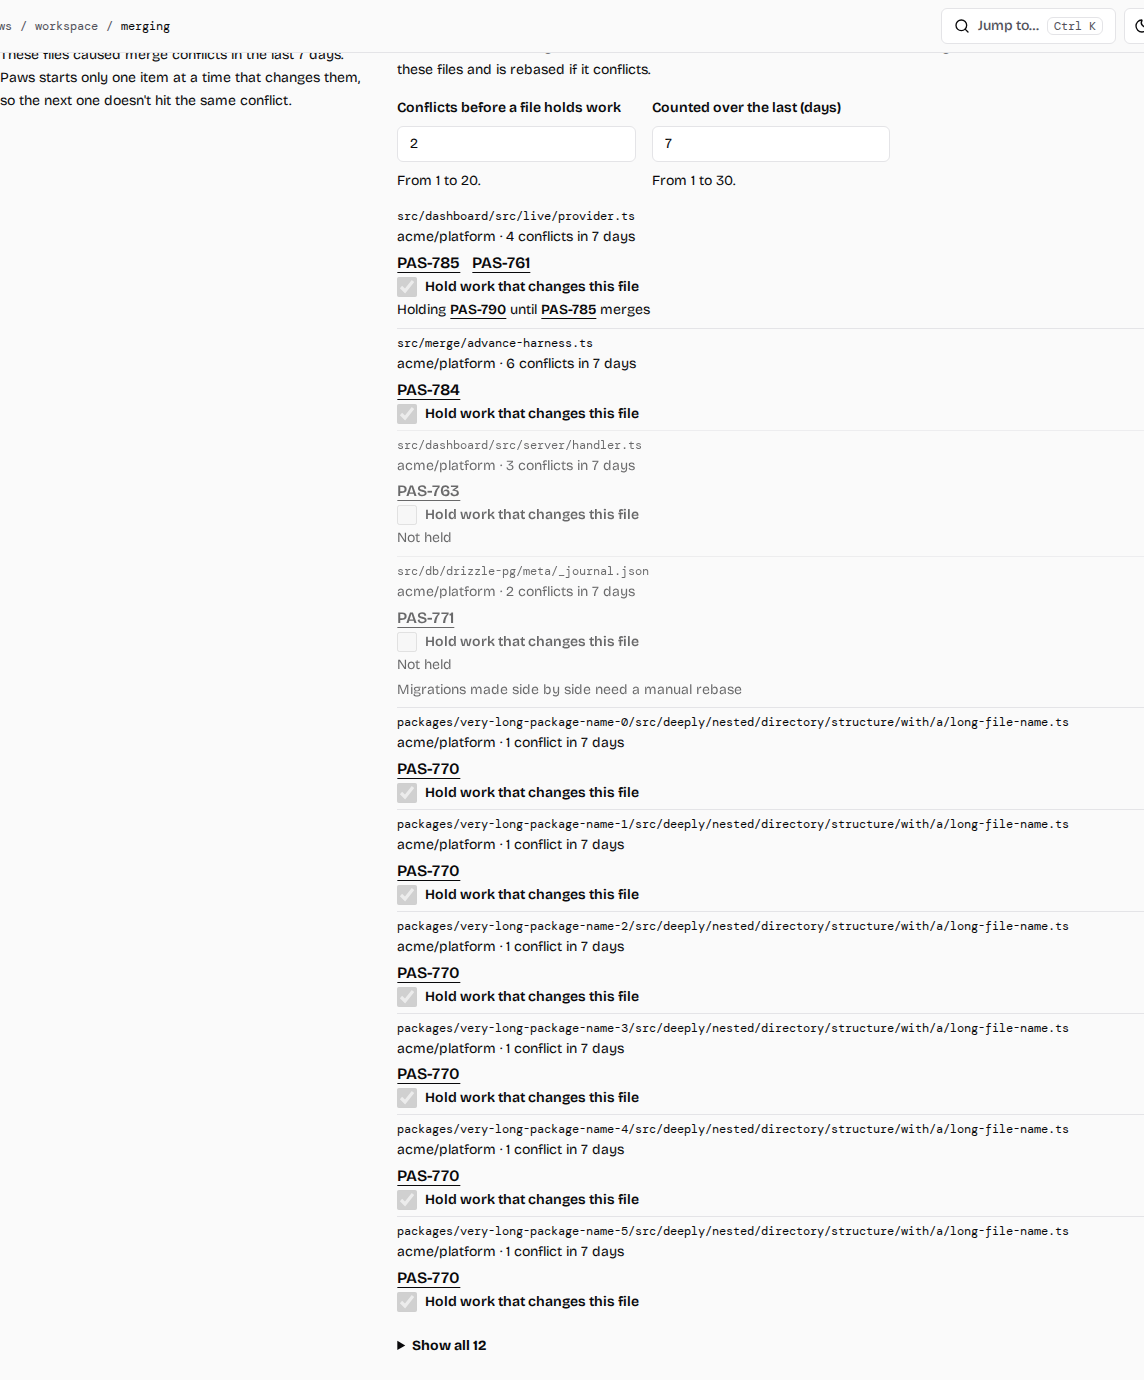 ws / workspace / merging
Jump to... Ctrl K
These files caused merge conflicts in the last 7 days.
Paws starts only one item at a time that changes them,
so the next one doesn't hit the same conflict.
these files and is rebased if it conflicts.
Conflicts before a file holds work
Counted over the last (days)
2
7
From 1 to 20.
From 1 to 30.
src/dashboard/src/live/provider.ts
acme/platform · 4 conflicts in 7 days
PAS-785 PAS-761
Hold work that changes this file
Holding PAS-790 until PAS-785 merges
src/merge/advance-harness.ts
acme/platform · 6 conflicts in 7 days
PAS-784
Hold work that changes this file
src/dashboard/src/server/handler.ts
acme/platform · 3 conflicts in 7 days
PAS-763
Hold work that changes this file
Not held
src/db/drizzle-pg/meta/_journal.json
acme/platform · 2 conflicts in 7 days
PAS-771
Hold work that changes this file
Not held
Migrations made side by side need a manual rebase
packages/very-long-package-name-0/src/deeply/nested/directory/structure/with/a/long-file-name.ts
acme/platform · 1 conflict in 7 days
PAS-770
Hold work that changes this file
packages/very-long-package-name-1/src/deeply/nested/directory/structure/with/a/long-file-name.ts
acme/platform · 1 conflict in 7 days
PAS-770
Hold work that changes this file
packages/very-long-package-name-2/src/deeply/nested/directory/structure/with/a/long-file-name.ts
acme/platform · 1 conflict in 7 days
PAS-770
Hold work that changes this file
packages/very-long-package-name-3/src/deeply/nested/directory/structure/with/a/long-file-name.ts
acme/platform · 1 conflict in 7 days
PAS-770
Hold work that changes this file
packages/very-long-package-name-4/src/deeply/nested/directory/structure/with/a/long-file-name.ts
acme/platform · 1 conflict in 7 days
PAS-770
Hold work that changes this file
packages/very-long-package-name-5/src/deeply/nested/directory/structure/with/a/long-file-name.ts
acme/platform · 1 conflict in 7 days
PAS-770
Hold work that changes this file
Show all 12